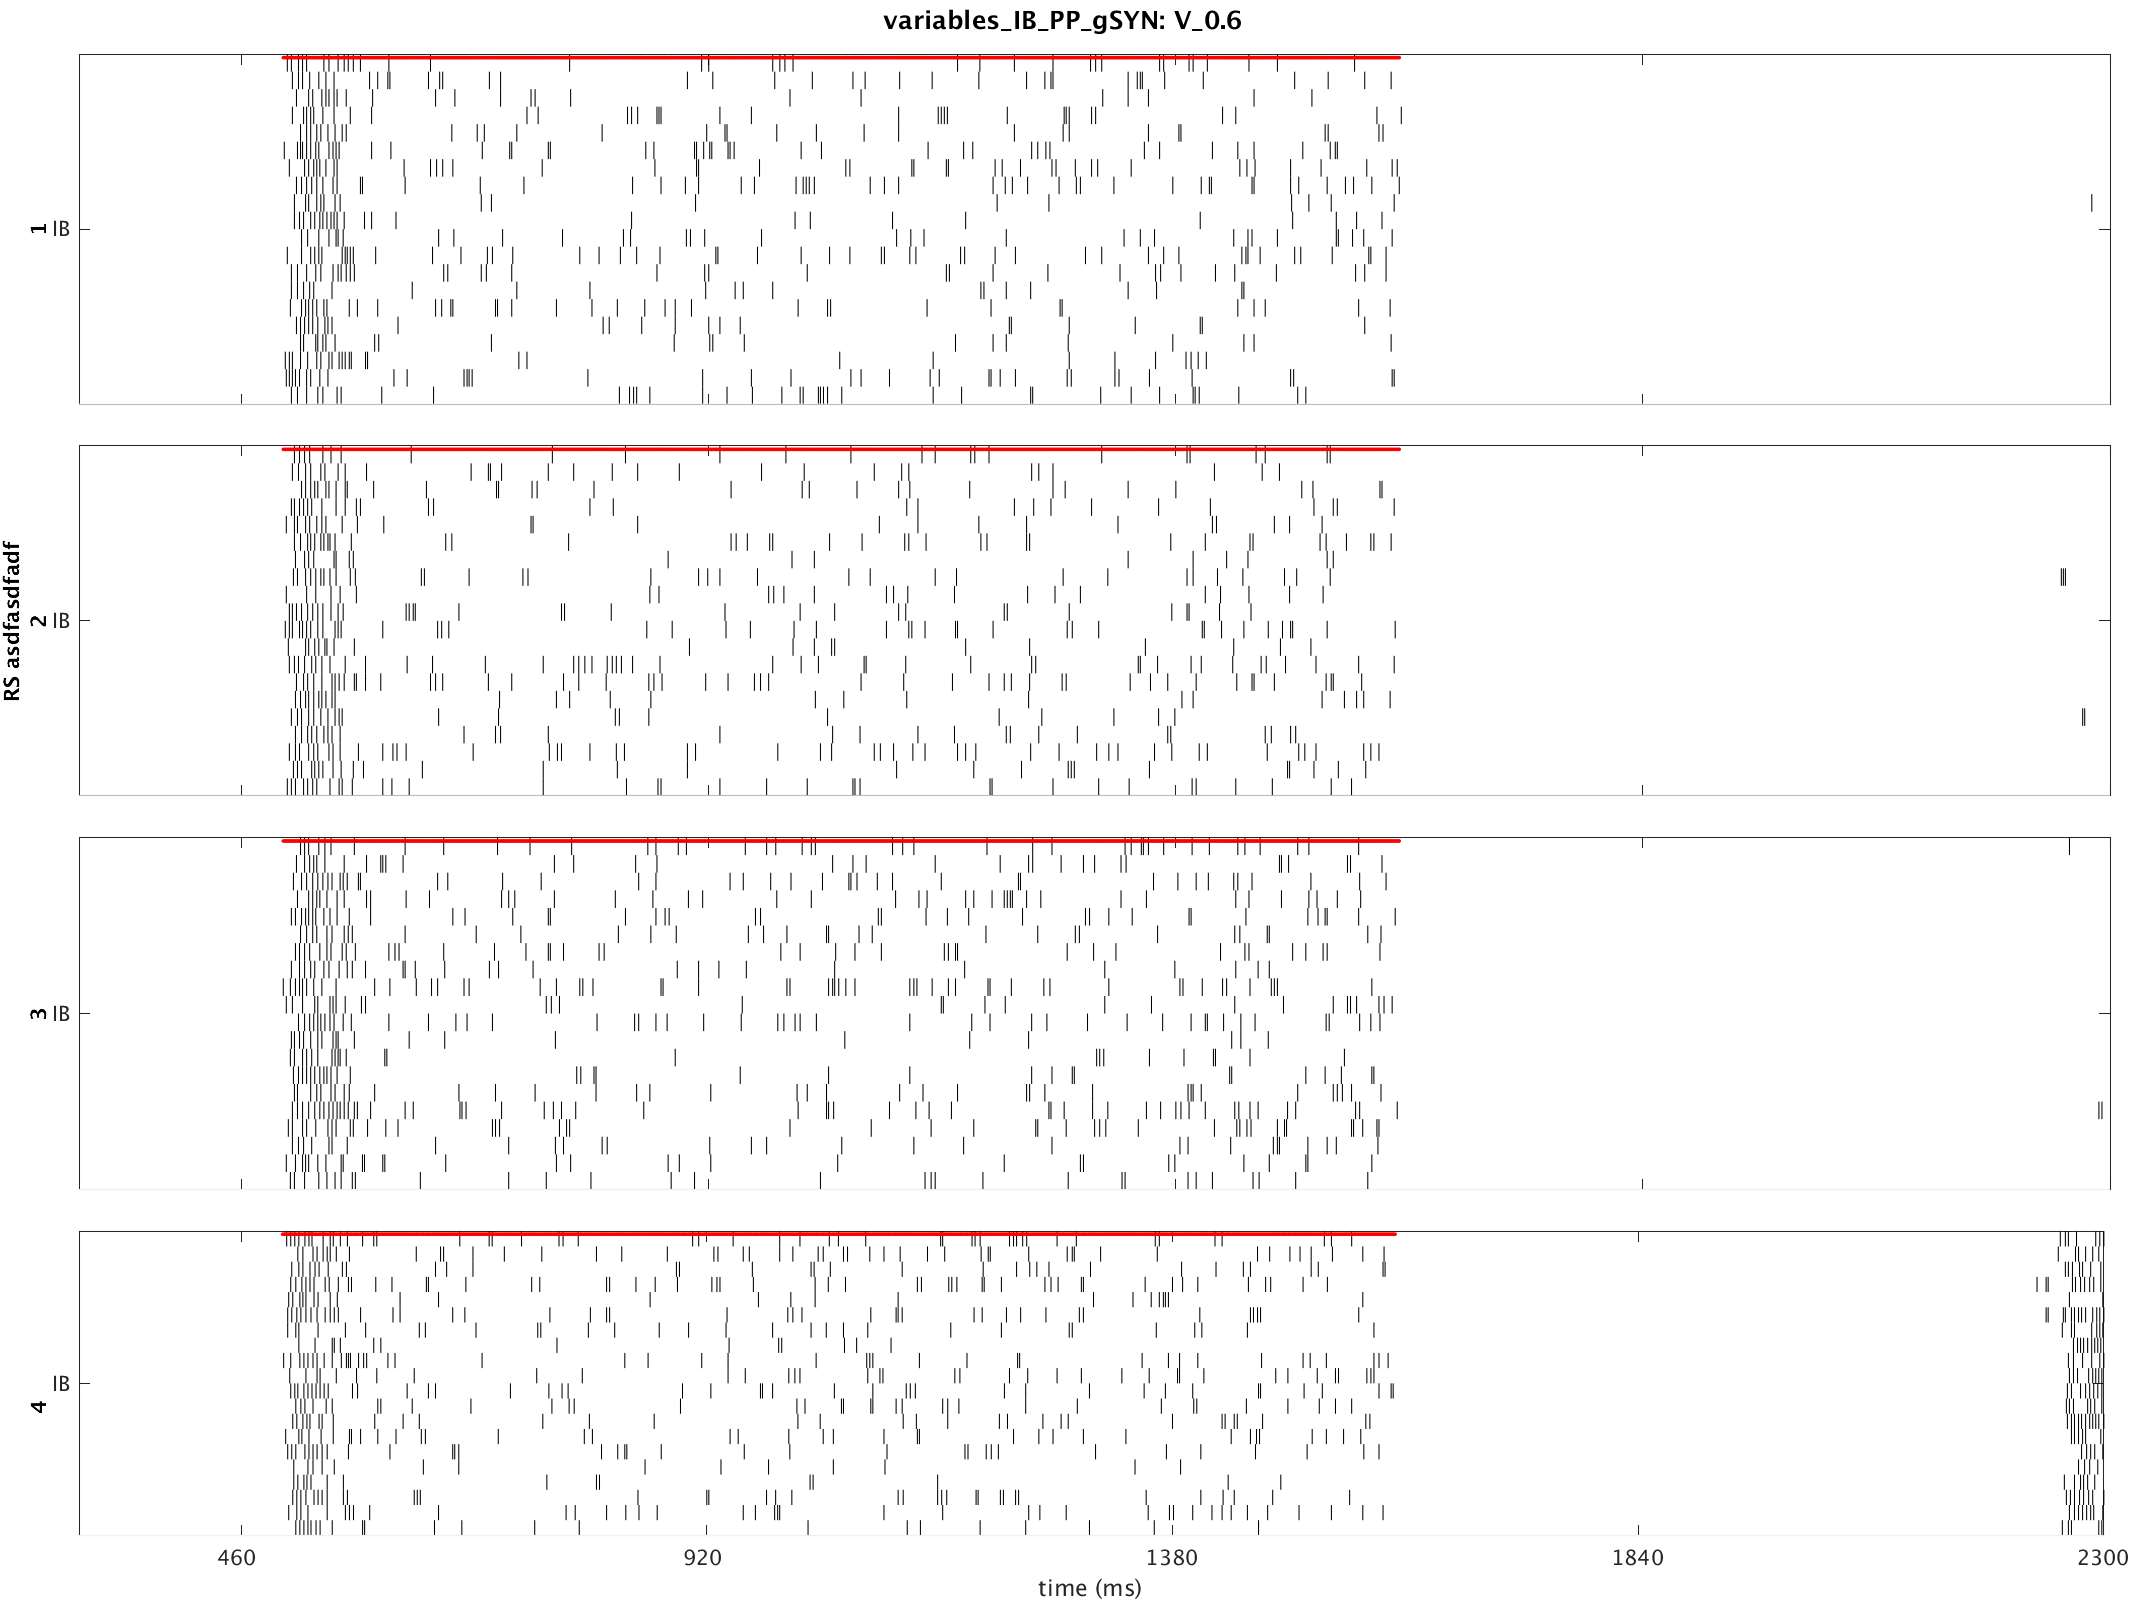 variables_IB_PP_gSYN: V_0.6
1 IB
RS asdfasdfadf
2 IB
3 IB
4 IB
460 920 1380 1840 2300
time (ms)